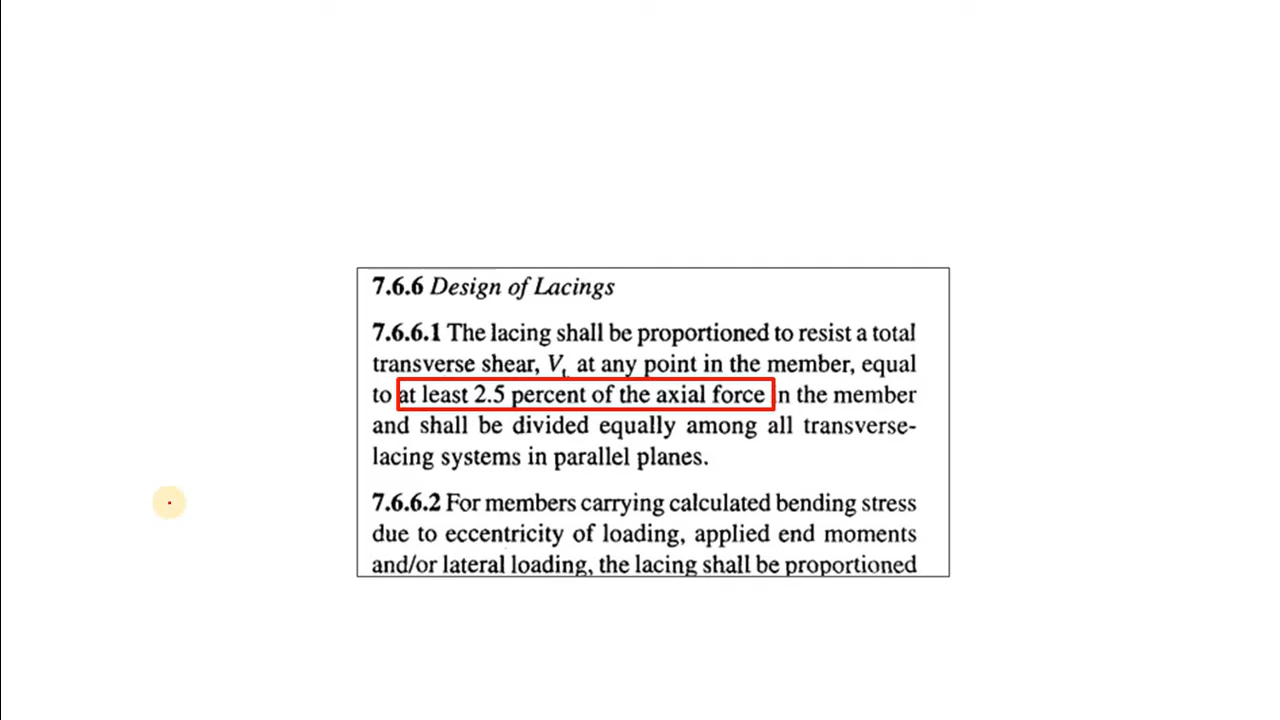 7.6.6 Design of Lacings
7.6.6.1 The lacing shall be proportioned to resist a total
transverse shear, Vt at any point in the member, equal
to at least 2.5 percent of the axial force in the member
and shall be divided equally among all transverse-
lacing systems in parallel planes.
7.6.6.2 For members carrying calculated bending stress
due to eccentricity of loading, applied end moments
and/or lateral loading, the lacing shall be proportioned